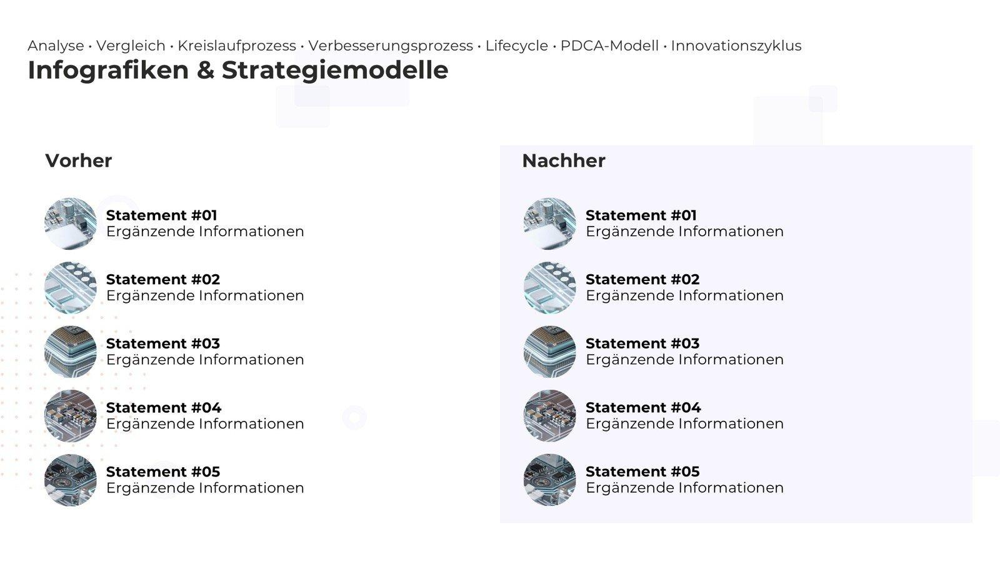 Analyse • Vergleich • Kreislaufprozess • Verbesserungsprozess • Lifecycle • PDCA-Modell • Innovationszyklus
Infografiken & Strategiemodelle
Vorher
Statement #01
Ergänzende Informationen
Statement #02
Ergänzende Informationen
Statement #03
Ergänzende Informationen
Statement #04
Ergänzende Informationen
Statement #05
Ergänzende Informationen
Nachher
Statement #01
Ergänzende Informationen
Statement #02
Ergänzende Informationen
Statement #03
Ergänzende Informationen
Statement #04
Ergänzende Informationen
Statement #05
Ergänzende Informationen